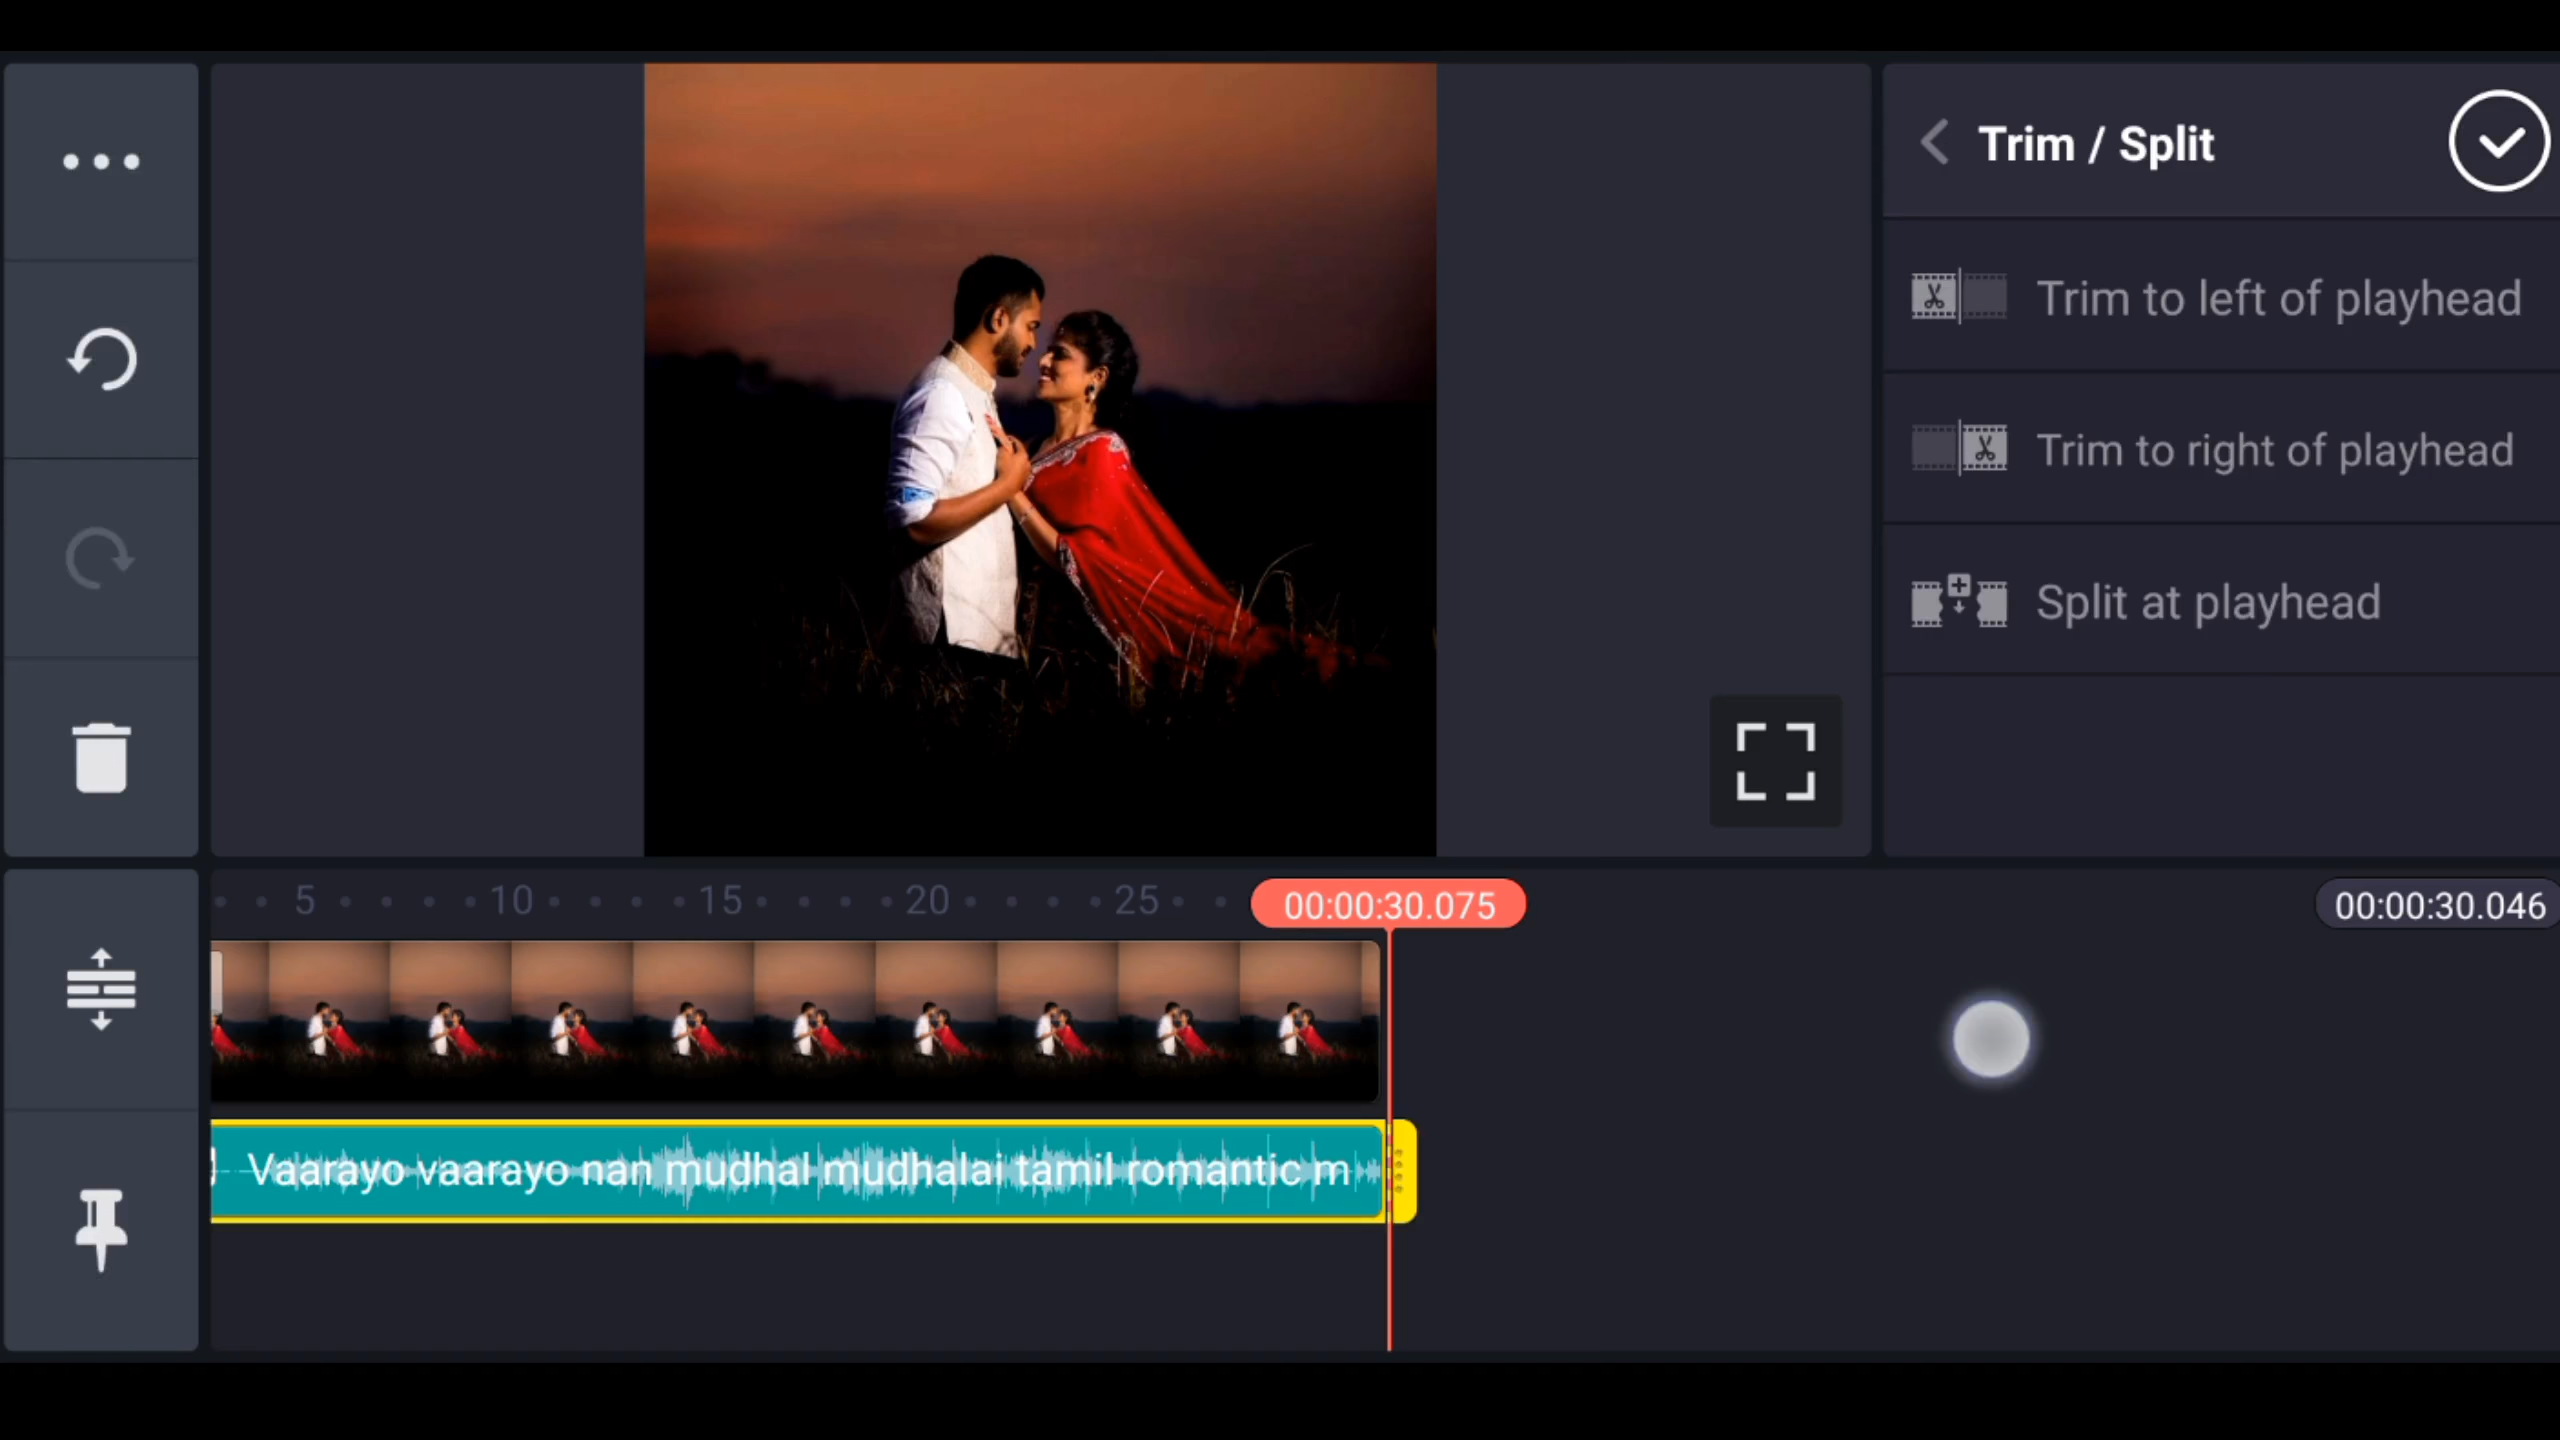 Trim / Split
Trim to left of playhead
Trim to right of playhead
Split at playhead
5 10 15 20 25 00:00:30.075 00:00:30.046
Vaarayo vaarayo nan mudhal mudhalai tamil romantic m